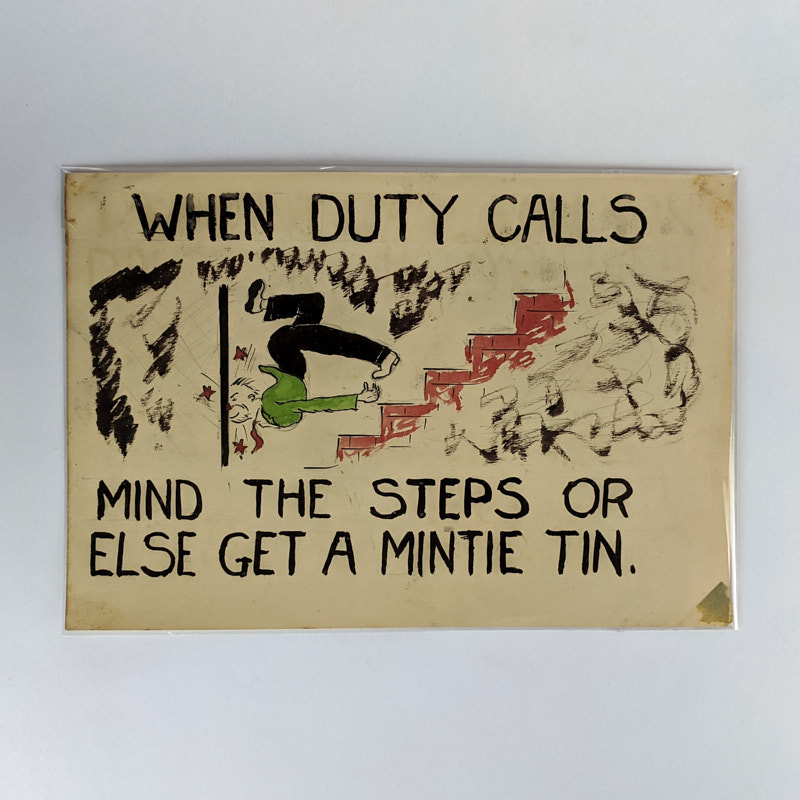 WHEN DUTY CALLS
MIND THE STEPS OR
ELSE GET A MINTIE TIN.